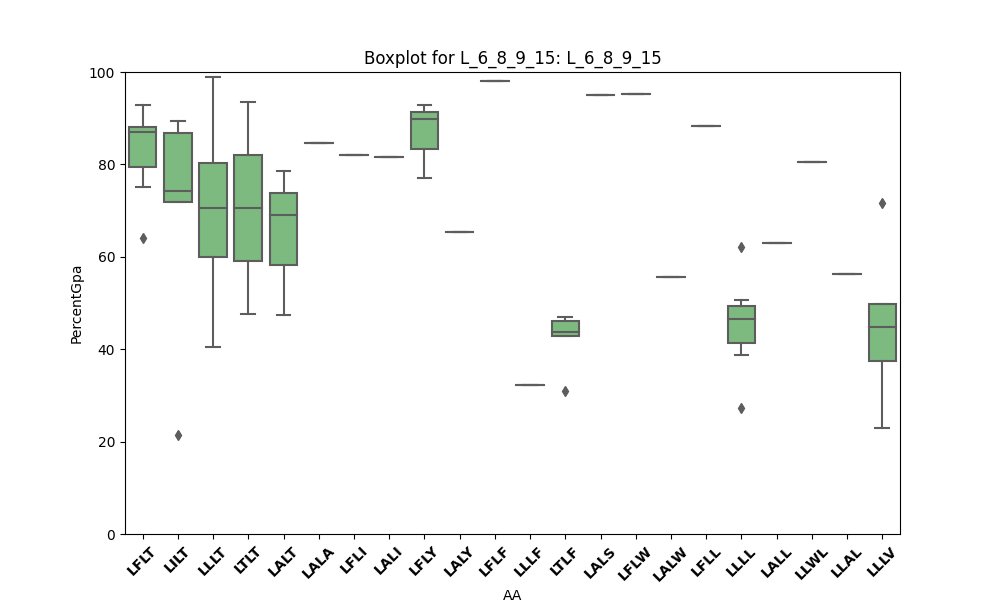 Boxplot for L_6_8_9_15: L_6_8_9_15
100
80
60
40
20
0
PercentGpa
LFLT LILT LLLT LTLT LALT LALA LFLI LALI LFLY LALY LFLF LLLF LTLF LALS LFLW LALW LFLL LLLL LALL LLWL LLAL LLLV
AA